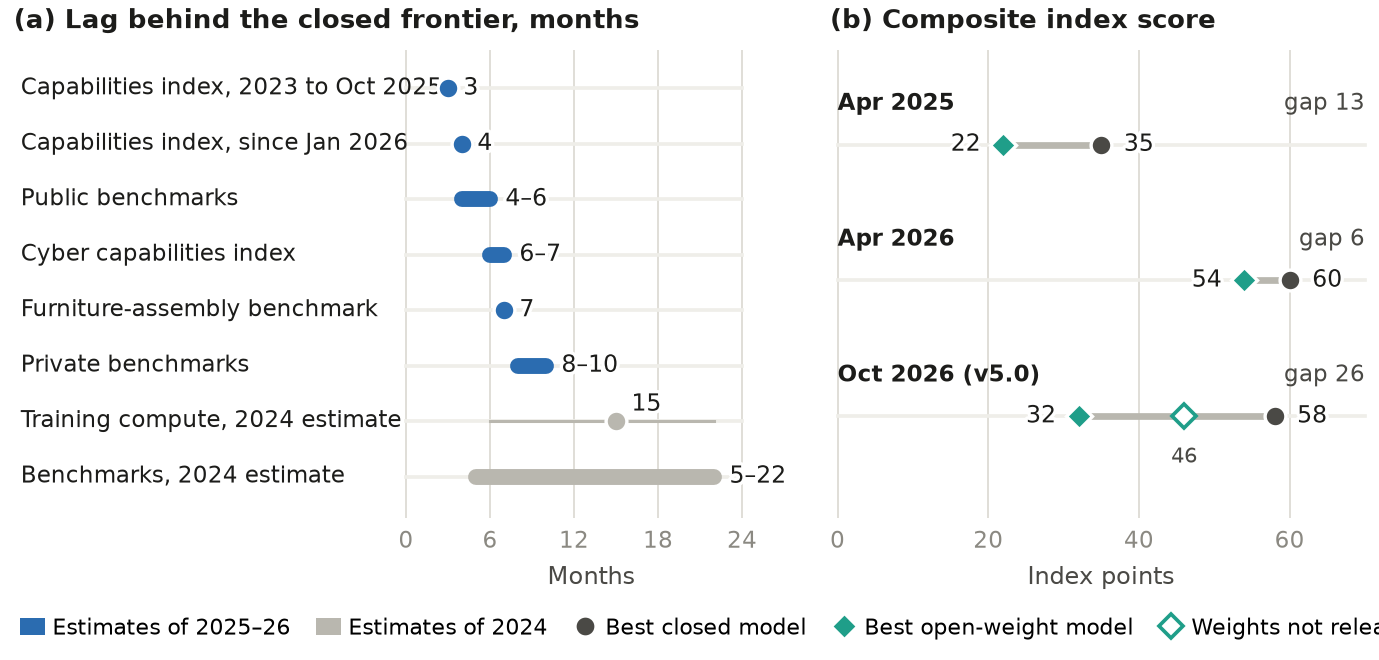 (a) Lag behind the closed frontier, months
Capabilities index, 2023 to Oct 2025 3
Capabilities index, since Jan 2026 4
Public benchmarks 4–6
Cyber capabilities index 6–7
Furniture-assembly benchmark 7
Private benchmarks 8–10
Training compute, 2024 estimate 15
Benchmarks, 2024 estimate 5–22
0 6 12 18 24
Months
(b) Composite index score
Apr 2025 gap 13
22 35
Apr 2026 gap 6
54 60
Oct 2026 (v5.0) gap 26
32 58
46
0 20 40 60
Index points
Estimates of 2025–26 Estimates of 2024 Best closed model Best open-weight model Weights not